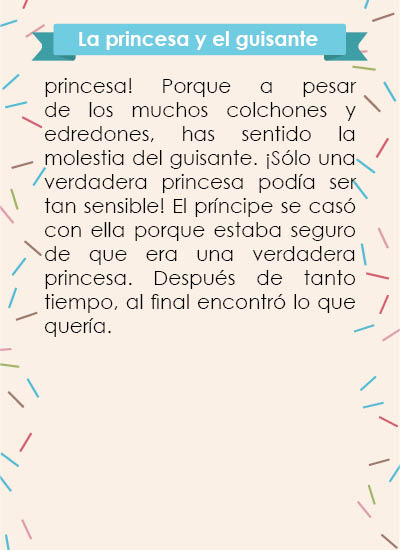 La princesa y el guisante
princesa! Porque a pesar
de los muchos colchones y
edredones, has sentido la
molestia del guisante. ¡Sólo una
verdadera princesa podía ser
tan sensible! El príncipe se casó
con ella porque estaba seguro
de que era una verdadera
princesa. Después de tanto
tiempo, al final encontró lo que
quería.